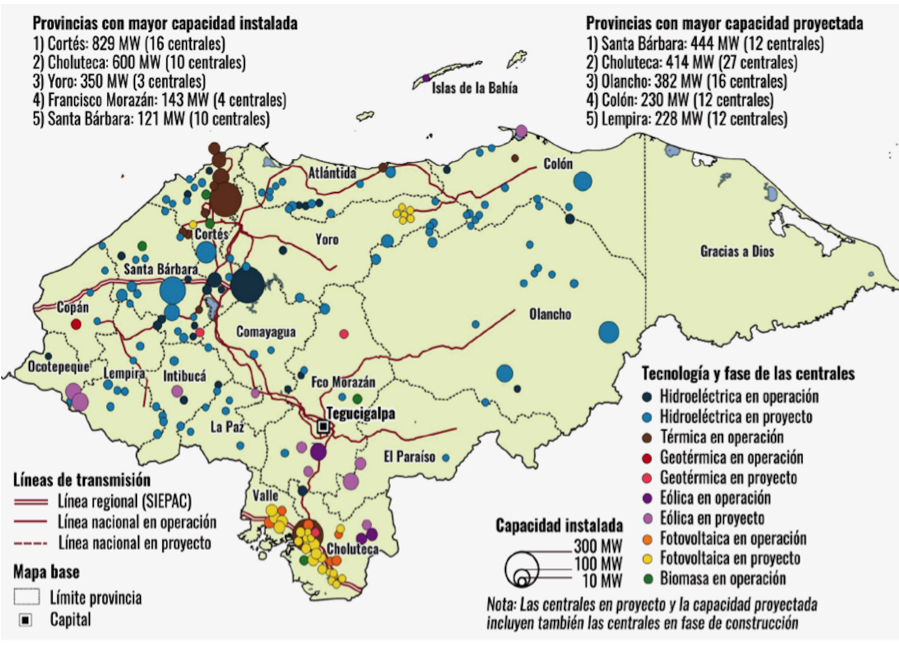 Provincias con mayor capacidad instalada
1) Cortés: 829 MW (16 centrales)
2) Choluteca: 600 MW (10 centrales)
3) Yoro: 350 MW (3 centrales)
4) Francisco Morazán: 143 MW (4 centrales)
5) Santa Bárbara: 121 MW (10 centrales)
Provincias con mayor capacidad proyectada
1) Santa Bárbara: 444 MW (12 centrales)
2) Choluteca: 414 MW (27 centrales)
3) Olancho: 382 MW (16 centrales)
4) Colón: 230 MW (12 centrales)
5) Lempira: 228 MW (12 centrales)
Islas de la Bahía
Atlántida
Colón
Cortés
Yoro
Gracias a Dios
Santa Bárbara
Copán
Olancho
Comayagua
Ocotepeque
Lempira
Intibucá
Fco Morazán
Tegucigalpa
La Paz
El Paraíso
Valle
Choluteca
Líneas de transmisión
Línea regional (SIEPAC)
Línea nacional en operación
Línea nacional en proyecto
Mapa base
Límite provincia
Capital
Tecnología y fase de las centrales
Hidroeléctrica en operación
Hidroeléctrica en proyecto
Térmica en operación
Geotérmica en operación
Geotérmica en proyecto
Eólica en operación
Eólica en proyecto
Fotovoltaica en operación
Fotovoltaica en proyecto
Biomasa en operación
Capacidad instalada
300 MW
100 MW
10 MW
Nota: Las centrales en proyecto y la capacidad proyectada
incluyen también las centrales en fase de construcción